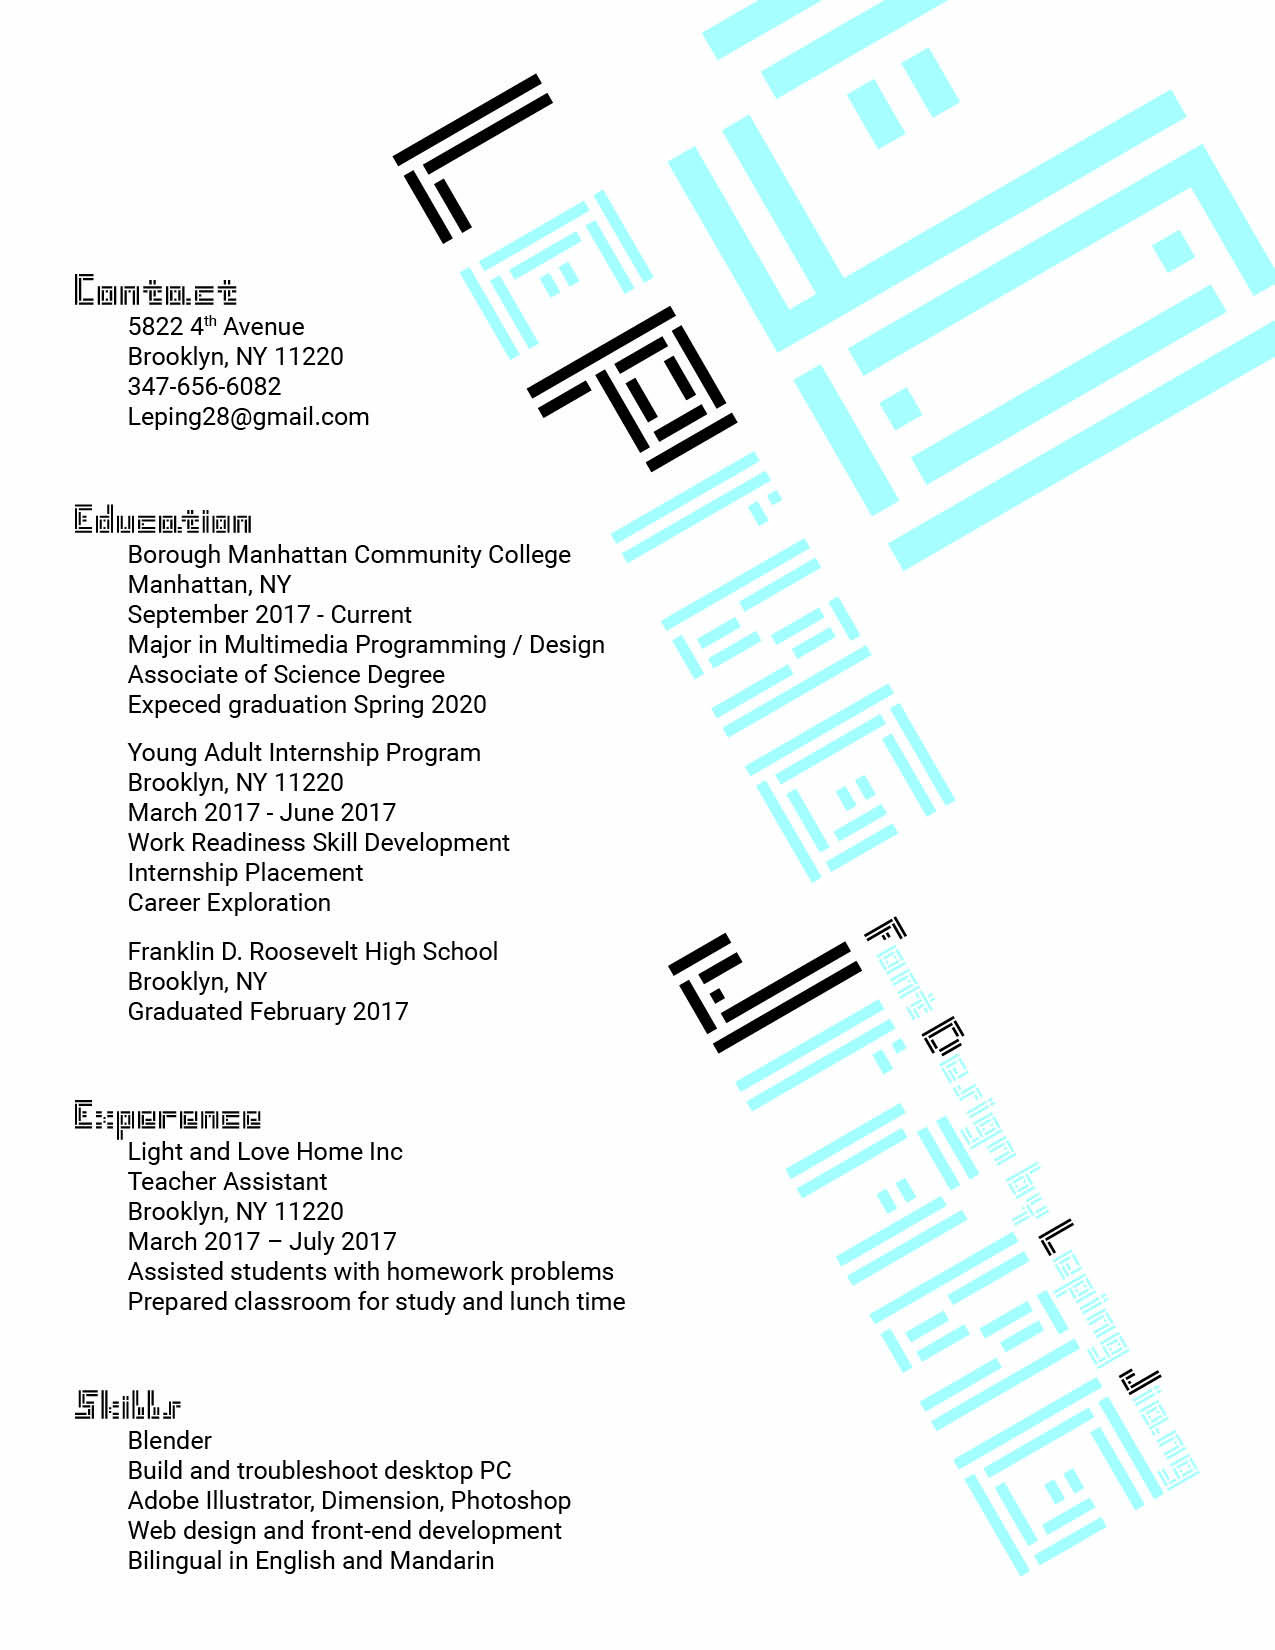 Contact
5822 4th Avenue
Brooklyn, NY 11220
347-656-6082
Leping28@gmail.com
Education
Borough Manhattan Community College
Manhattan, NY
September 2017 - Current
Major in Multimedia Programming / Design
Associate of Science Degree
Expeced graduation Spring 2020
Young Adult Internship Program
Brooklyn, NY 11220
March 2017 - June 2017
Work Readiness Skill Development
Internship Placement
Career Exploration
Franklin D. Roosevelt High School
Brooklyn, NY
Graduated February 2017
Experence
Light and Love Home Inc
Teacher Assistant
Brooklyn, NY 11220
March 2017 – July 2017
Assisted students with homework problems
Prepared classroom for study and lunch time
Skills
Blender
Build and troubleshoot desktop PC
Adobe Illustrator, Dimension, Photoshop
Web design and front-end development
Bilingual in English and Mandarin
Leping
Jiang
Font Design by Leping Jiang